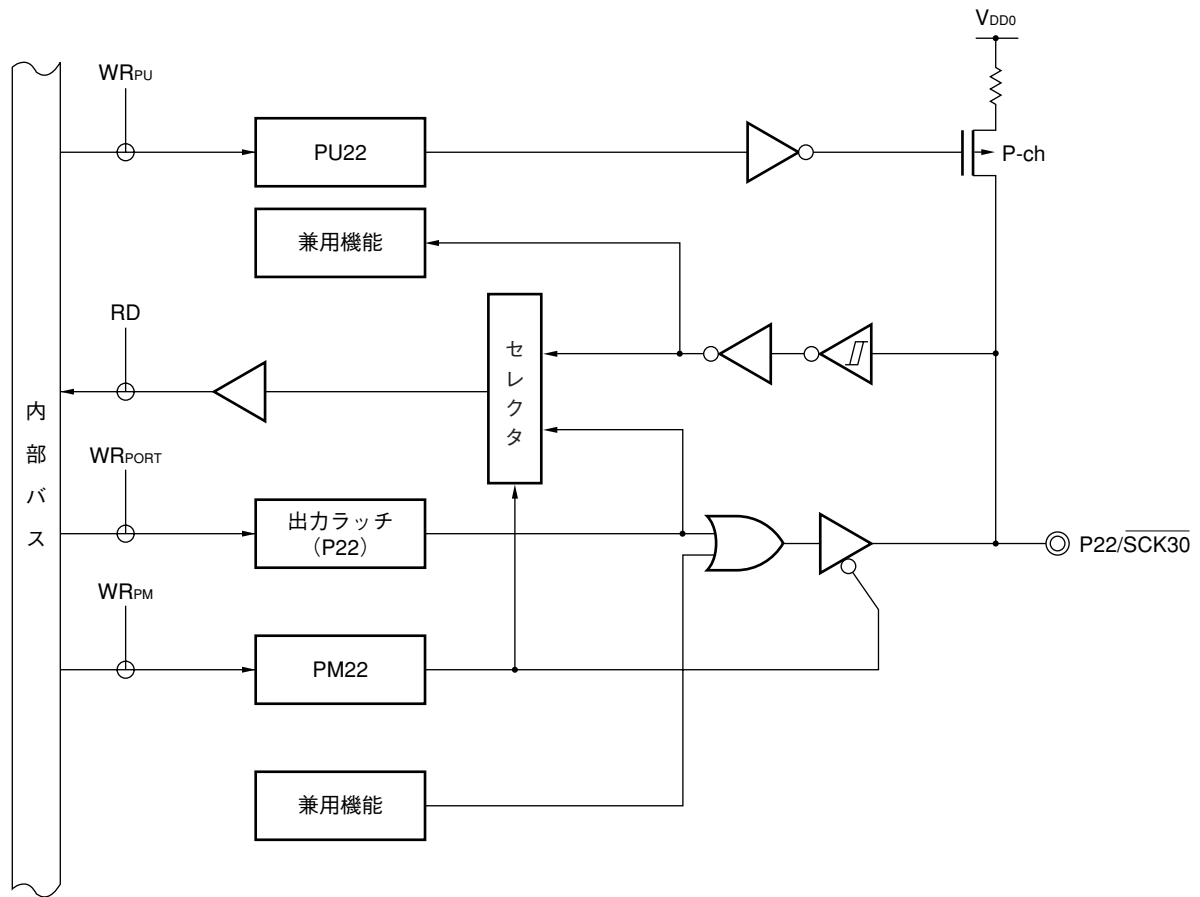 VDD0
WRPU
PU22
P-ch
兼用機能
RD
セレクタ
内部バス
WRPORT
出力ラッチ
（P22）
P22/SCK30
WRPM
PM22
兼用機能